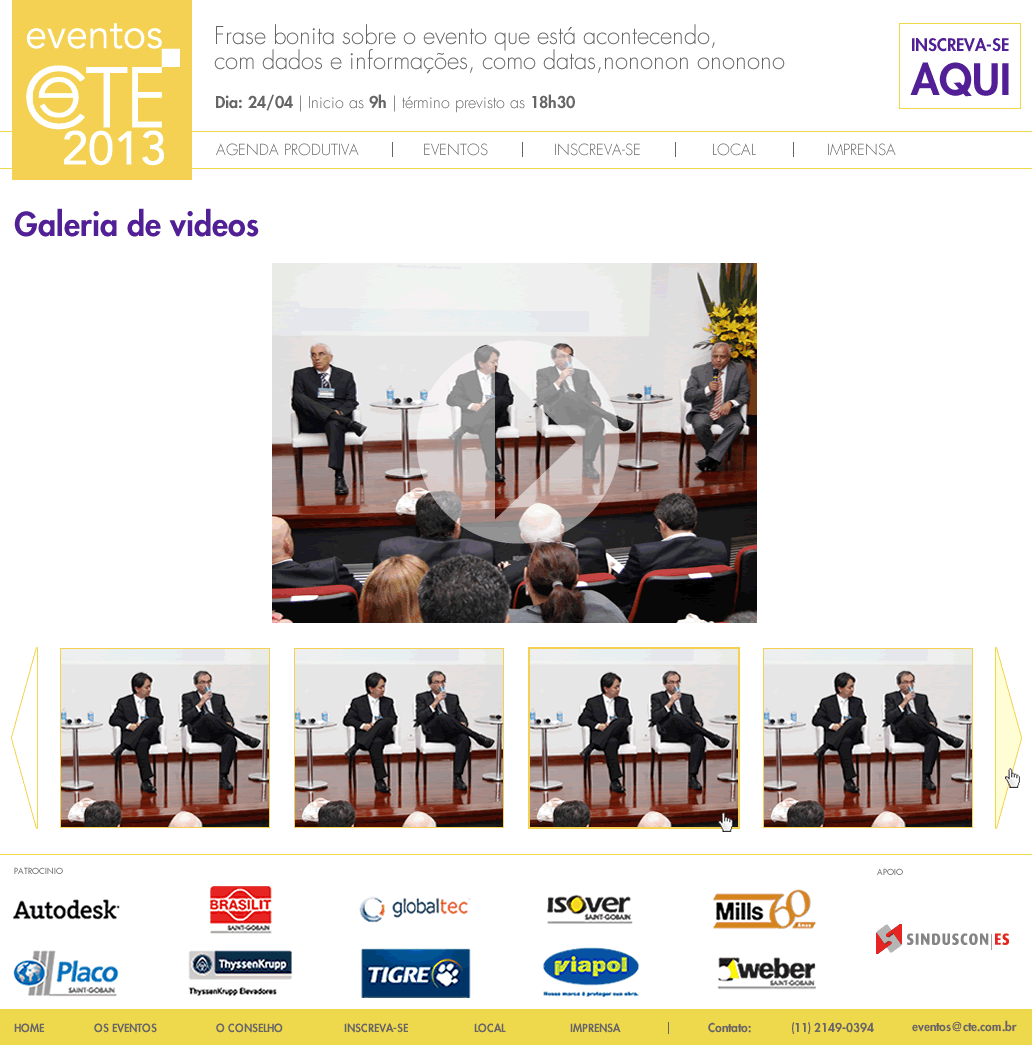 eventos
CTE
2013
Frase bonita sobre o evento que está acontecendo,
com dados e informações, como datas,nononon ononono
Dia: 24/04 | Inicio as 9h | término previsto as 18h30
INSCREVA-SE
AQUI
AGENDA PRODUTIVA | EVENTOS | INSCREVA-SE | LOCAL | IMPRENSA
Galeria de videos
PATROCINIO
APOIO
Autodesk
BRASILIT
SAINT-GOBAIN
globaltec
ISOVER
SAINT-GOBAIN
Mills 60
anos
SINDUSCON|ES
Placo
SAINT-GOBAIN
ThyssenKrupp
ThyssenKrupp Elevadores
TIGRE
viapol
Nossa marca é proteger sua obra.
weber
SAINT-GOBAIN
HOME OS EVENTOS O CONSELHO INSCREVA-SE LOCAL IMPRENSA | Contato: (11) 2149-0394 eventos@cte.com.br